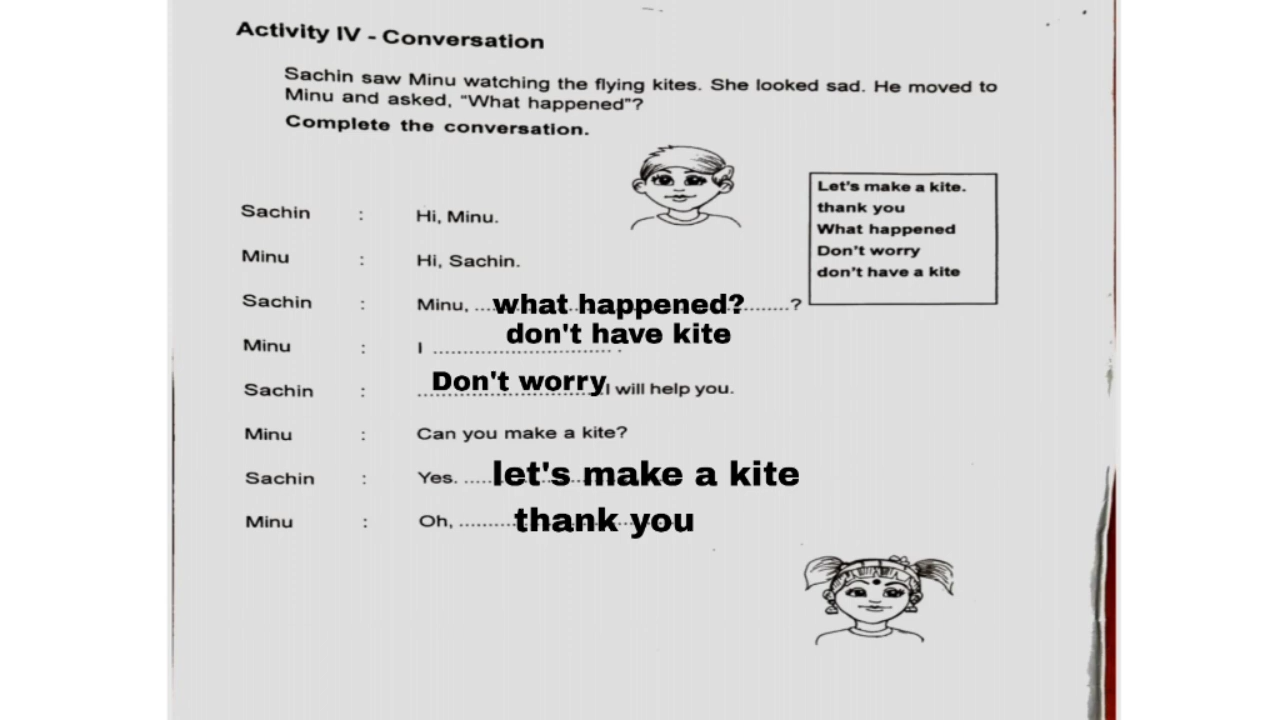 Activity IV - Conversation
Sachin saw Minu watching the flying kites. She looked sad. He moved to
Minu and asked, "What happened"?
Complete the conversation.
Let's make a kite.
thank you
What happened
Don't worry
don't have a kite
Sachin : Hi, Minu.
Minu : Hi, Sachin.
Sachin : Minu, ....what happened?......?
Minu : I don't have kite .
Sachin : Don't worry I will help you.
Minu : Can you make a kite?
Sachin : Yes. .....let's make a kite
Minu : Oh, .........thank you